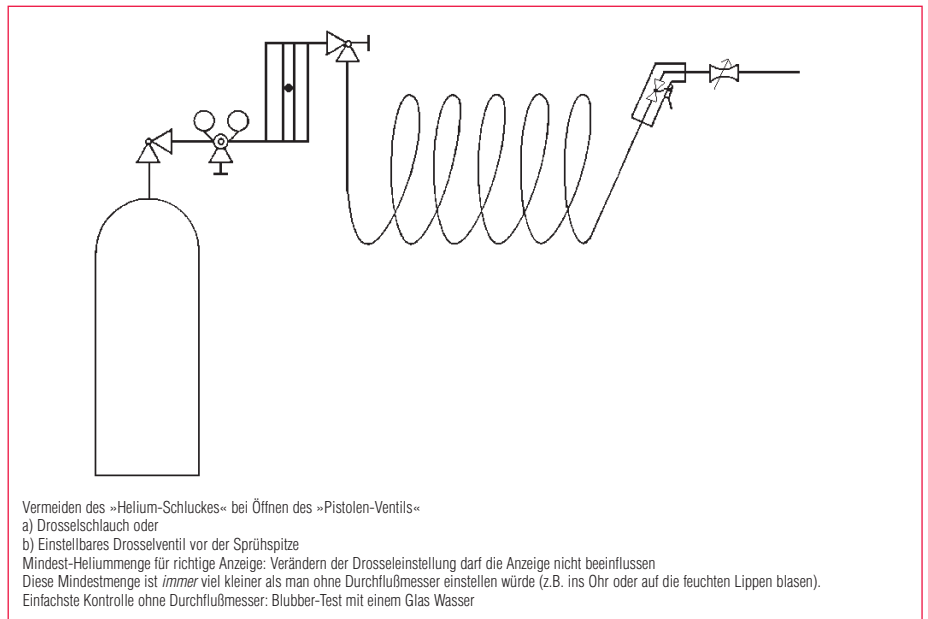 Vermeiden des »Helium-Schluckes« bei Öffnen des »Pistolen-Ventils«
a) Drosselschlauch oder
b) Einstellbares Drosselventil vor der Sprühspitze
Mindest-Heliummenge für richtige Anzeige: Verändern der Drosseleinstellung darf die Anzeige nicht beeinflussen
Diese Mindestmenge ist immer viel kleiner als man ohne Durchflußmesser einstellen würde (z.B. ins Ohr oder auf die feuchten Lippen blasen).
Einfachste Kontrolle ohne Durchflußmesser: Blubber-Test mit einem Glas Wasser